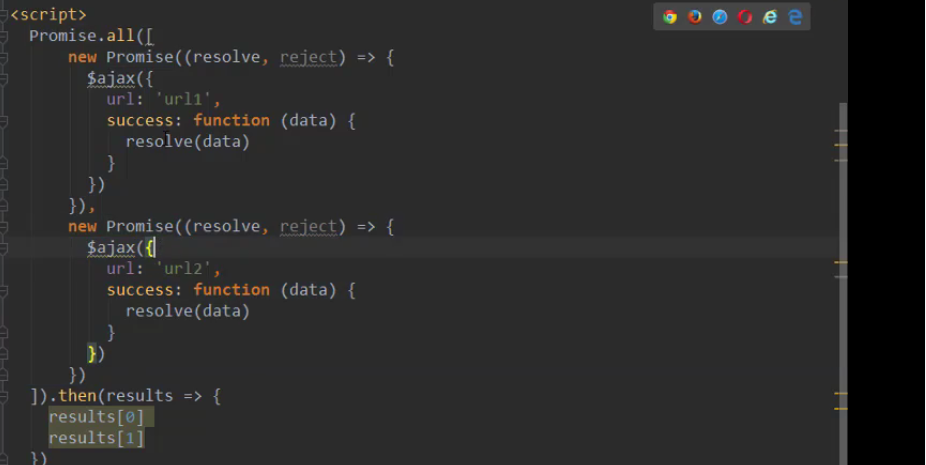 <script>
Promise.all([
new Promise((resolve, reject) => {
$ajax({
url: 'url1',
success: function (data) {
resolve(data)
}
})
}),
new Promise((resolve, reject) => {
$ajax({
url: 'url2',
success: function (data) {
resolve(data)
}
})
})
]).then(results => {
results[0]
results[1]
})